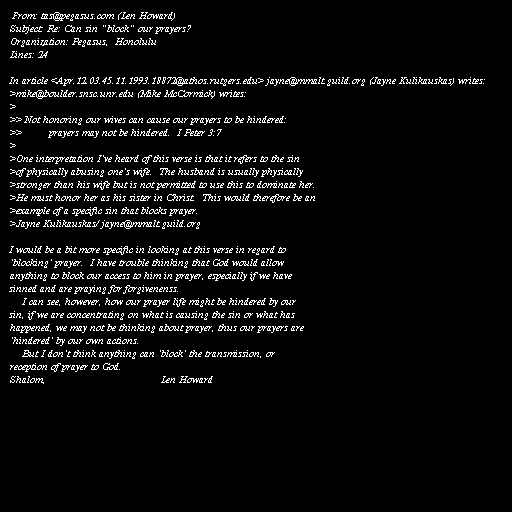 From: tas@pegasus.com (Len Howard)
Subject: Re: Can sin "block" our prayers?
Organization: Pegasus,  Honolulu
Lines: 24

In article <Apr.12.03.45.11.1993.18872@athos.rutgers.edu> jayne@mmalt.guild.org (Jayne Kulikauskas) writes:
>mike@boulder.snsc.unr.edu (Mike McCormick) writes:
>
>> Not honoring our wives can cause our prayers to be hindered:
>>        prayers may not be hindered.  I Peter 3:7
>
>One interpretation I've heard of this verse is that it refers to the sin
>of physically abusing one's wife.  The husband is usually physically
>stronger than his wife but is not permitted to use this to dominate her.
>He must honor her as his sister in Christ.  This would therefore be an
>example of a specific sin that blocks prayer.
>Jayne Kulikauskas/ jayne@mmalt.guild.org

I would be a bit more specific in looking at this verse in regard to
'blocking' prayer.  I have trouble thinking that God would allow
anything to block our access to him in prayer, especially if we have
sinned and are praying for forgivenenss.
    I can see, however, how our prayer life might be hindered by our
sin, if we are concentrating on what is causing the sin or what has
happened, we may not be thinking about prayer, thus our prayers are
'hindered' by our own actions.
    But I don't think anything can 'block' the transmission, or
reception of prayer to God.
Shalom,                                  Len Howard